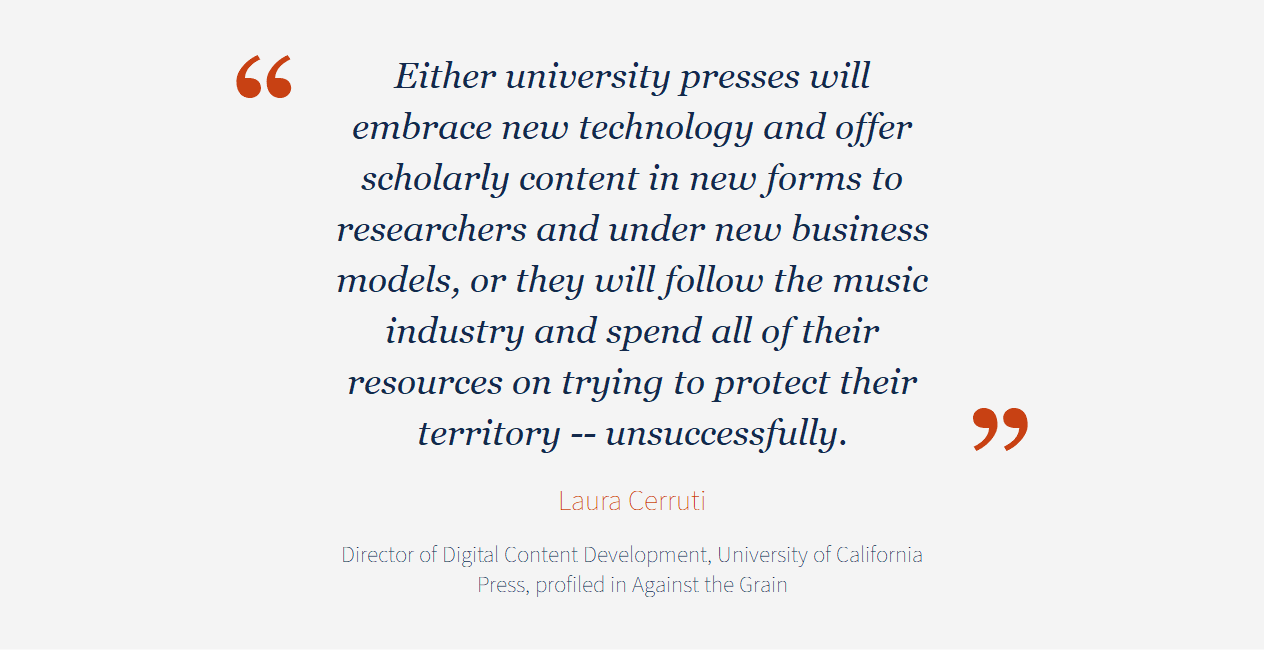 “ Either university presses will
embrace new technology and offer
scholarly content in new forms to
researchers and under new business
models, or they will follow the music
industry and spend all of their
resources on trying to protect their
territory -- unsuccessfully. ”
Laura Cerruti
Director of Digital Content Development, University of California
Press, profiled in Against the Grain